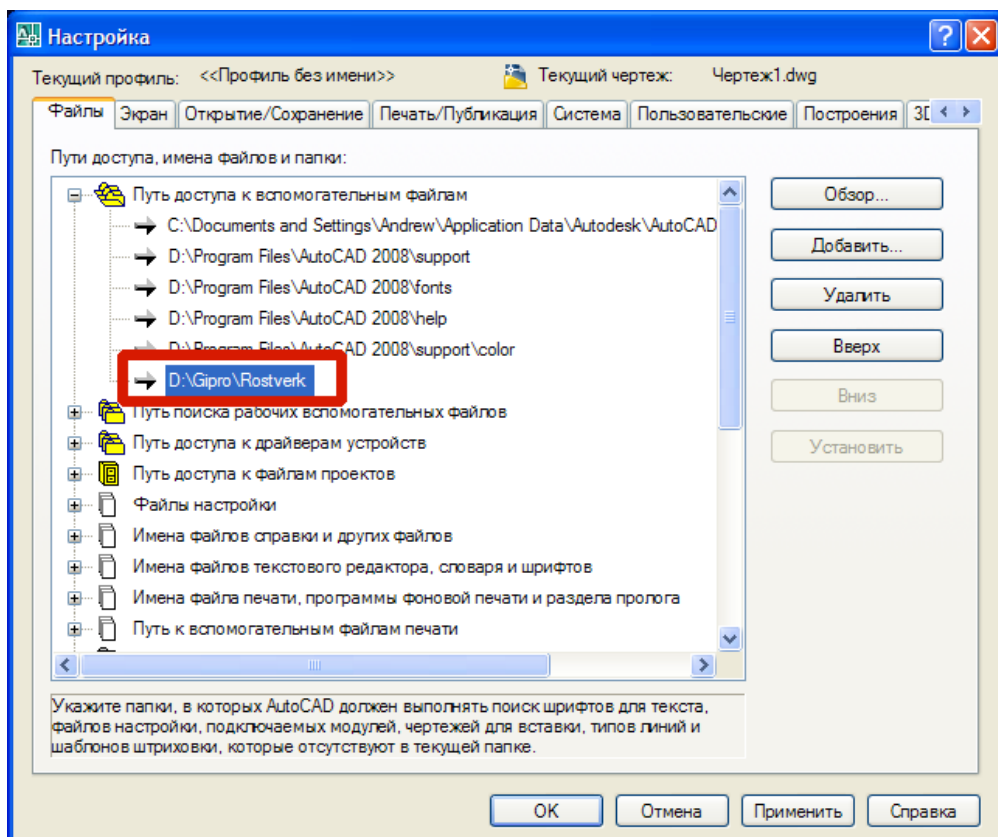 Настройка
Текущий профиль: <<Профиль без имени>> Текущий чертеж: Чертеж1.dwg
Файлы Экран Открытие/Сохранение Печать/Публикация Система Пользовательские Построения
Пути доступа, имена файлов и папки:
Путь доступа к вспомогательным файлам
C:\Documents and Settings\Andrew\Application Data\Autodesk\AutoCAD
D:\Program Files\AutoCAD 2008\support
D:\Program Files\AutoCAD 2008\fonts
D:\Program Files\AutoCAD 2008\help
D:\Program Files\AutoCAD 2008\support\color
D:\Gipro\Rostverk
Путь поиска рабочих вспомогательных файлов
Путь доступа к драйверам устройств
Путь доступа к файлам проектов
Файлы настройки
Имена файлов справки и других файлов
Имена файлов текстового редактора, словаря и шрифтов
Имена файла печати, программы фоновой печати и раздела пролога
Путь к вспомогательным файлам печати
Обзор...
Добавить...
Удалить
Вверх
Вниз
Установить
Укажите папки, в которых AutoCAD должен выполнять поиск шрифтов для текста,
файлов настройки, подключаемых модулей, чертежей для вставки, типов линий и
шаблонов штриховки, которые отсутствуют в текущей папке.
OK Отмена Применить Справка